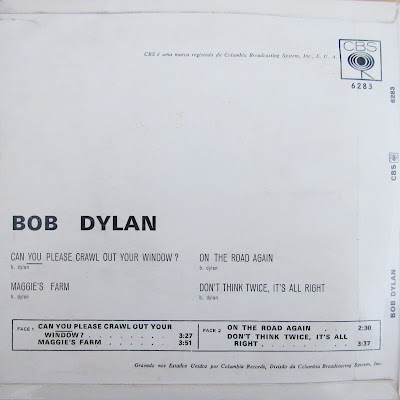 CBS é uma marca registada da Columbia Broadcasting System, Inc., E. U. A.
CBS
6283
6283
CBS
BOB DYLAN
BOB DYLAN
CAN YOU PLEASE CRAWL OUT YOUR WINDOW?
b. dylan
ON THE ROAD AGAIN
b. dylan
MAGGIE'S FARM
b. dylan
DON'T THINK TWICE, IT'S ALL RIGHT
b. dylan
FACE 1
CAN YOU PLEASE CRAWL OUT YOUR
WINDOW? . . . . . . 3:27
MAGGIE'S FARM . . . . . 3:51
FACE 2
ON THE ROAD AGAIN . . . 2:30
DON'T THINK TWICE, IT'S ALL
RIGHT . . . . . . . . 3:37
Gravado nos Estados Unidos por Columbia Records, Divisão da Columbia Broadcasting System, Inc.